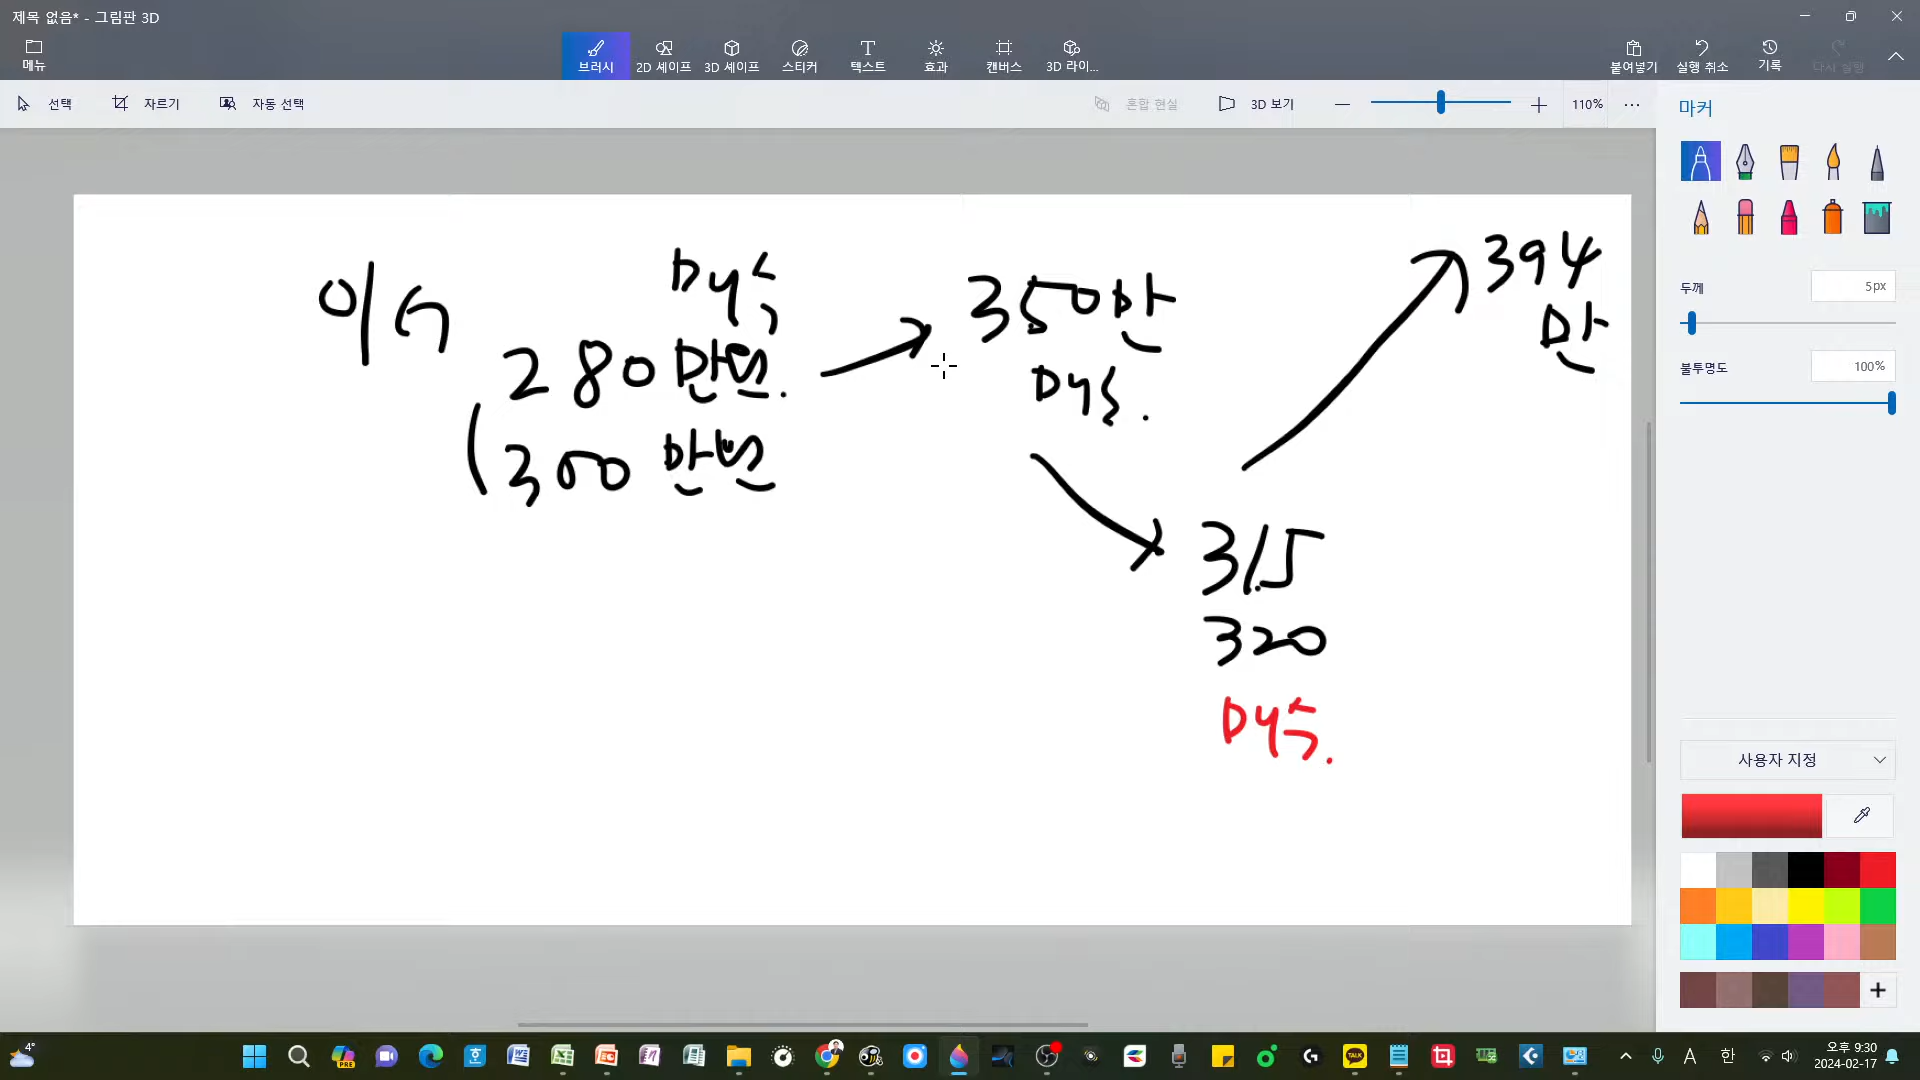 제목 없음* - 그림판 3D
메뉴
브러시
2D 셰이프
3D 셰이프
스티커
텍스트
효과
캔버스
3D 라이...
붙여넣기
실행 취소
기록
다시 실행
선택
자르기
자동 선택
혼합 현실
3D 보기
110%
마커
두께
5px
불투명도
100%
사용자 지정
매수
280만번.
300만번
350만
매수.
315
320
매수.
394
만
4°
A
한
오후 9:30
2024-02-17